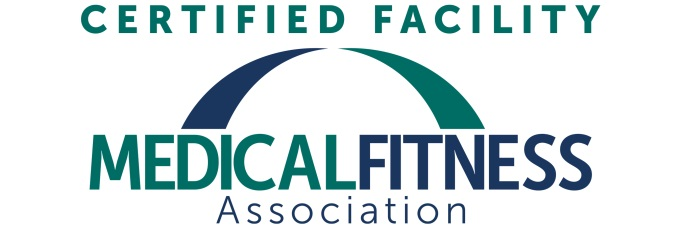 CERTIFIED FACILITY
MEDICALFITNESS
Association